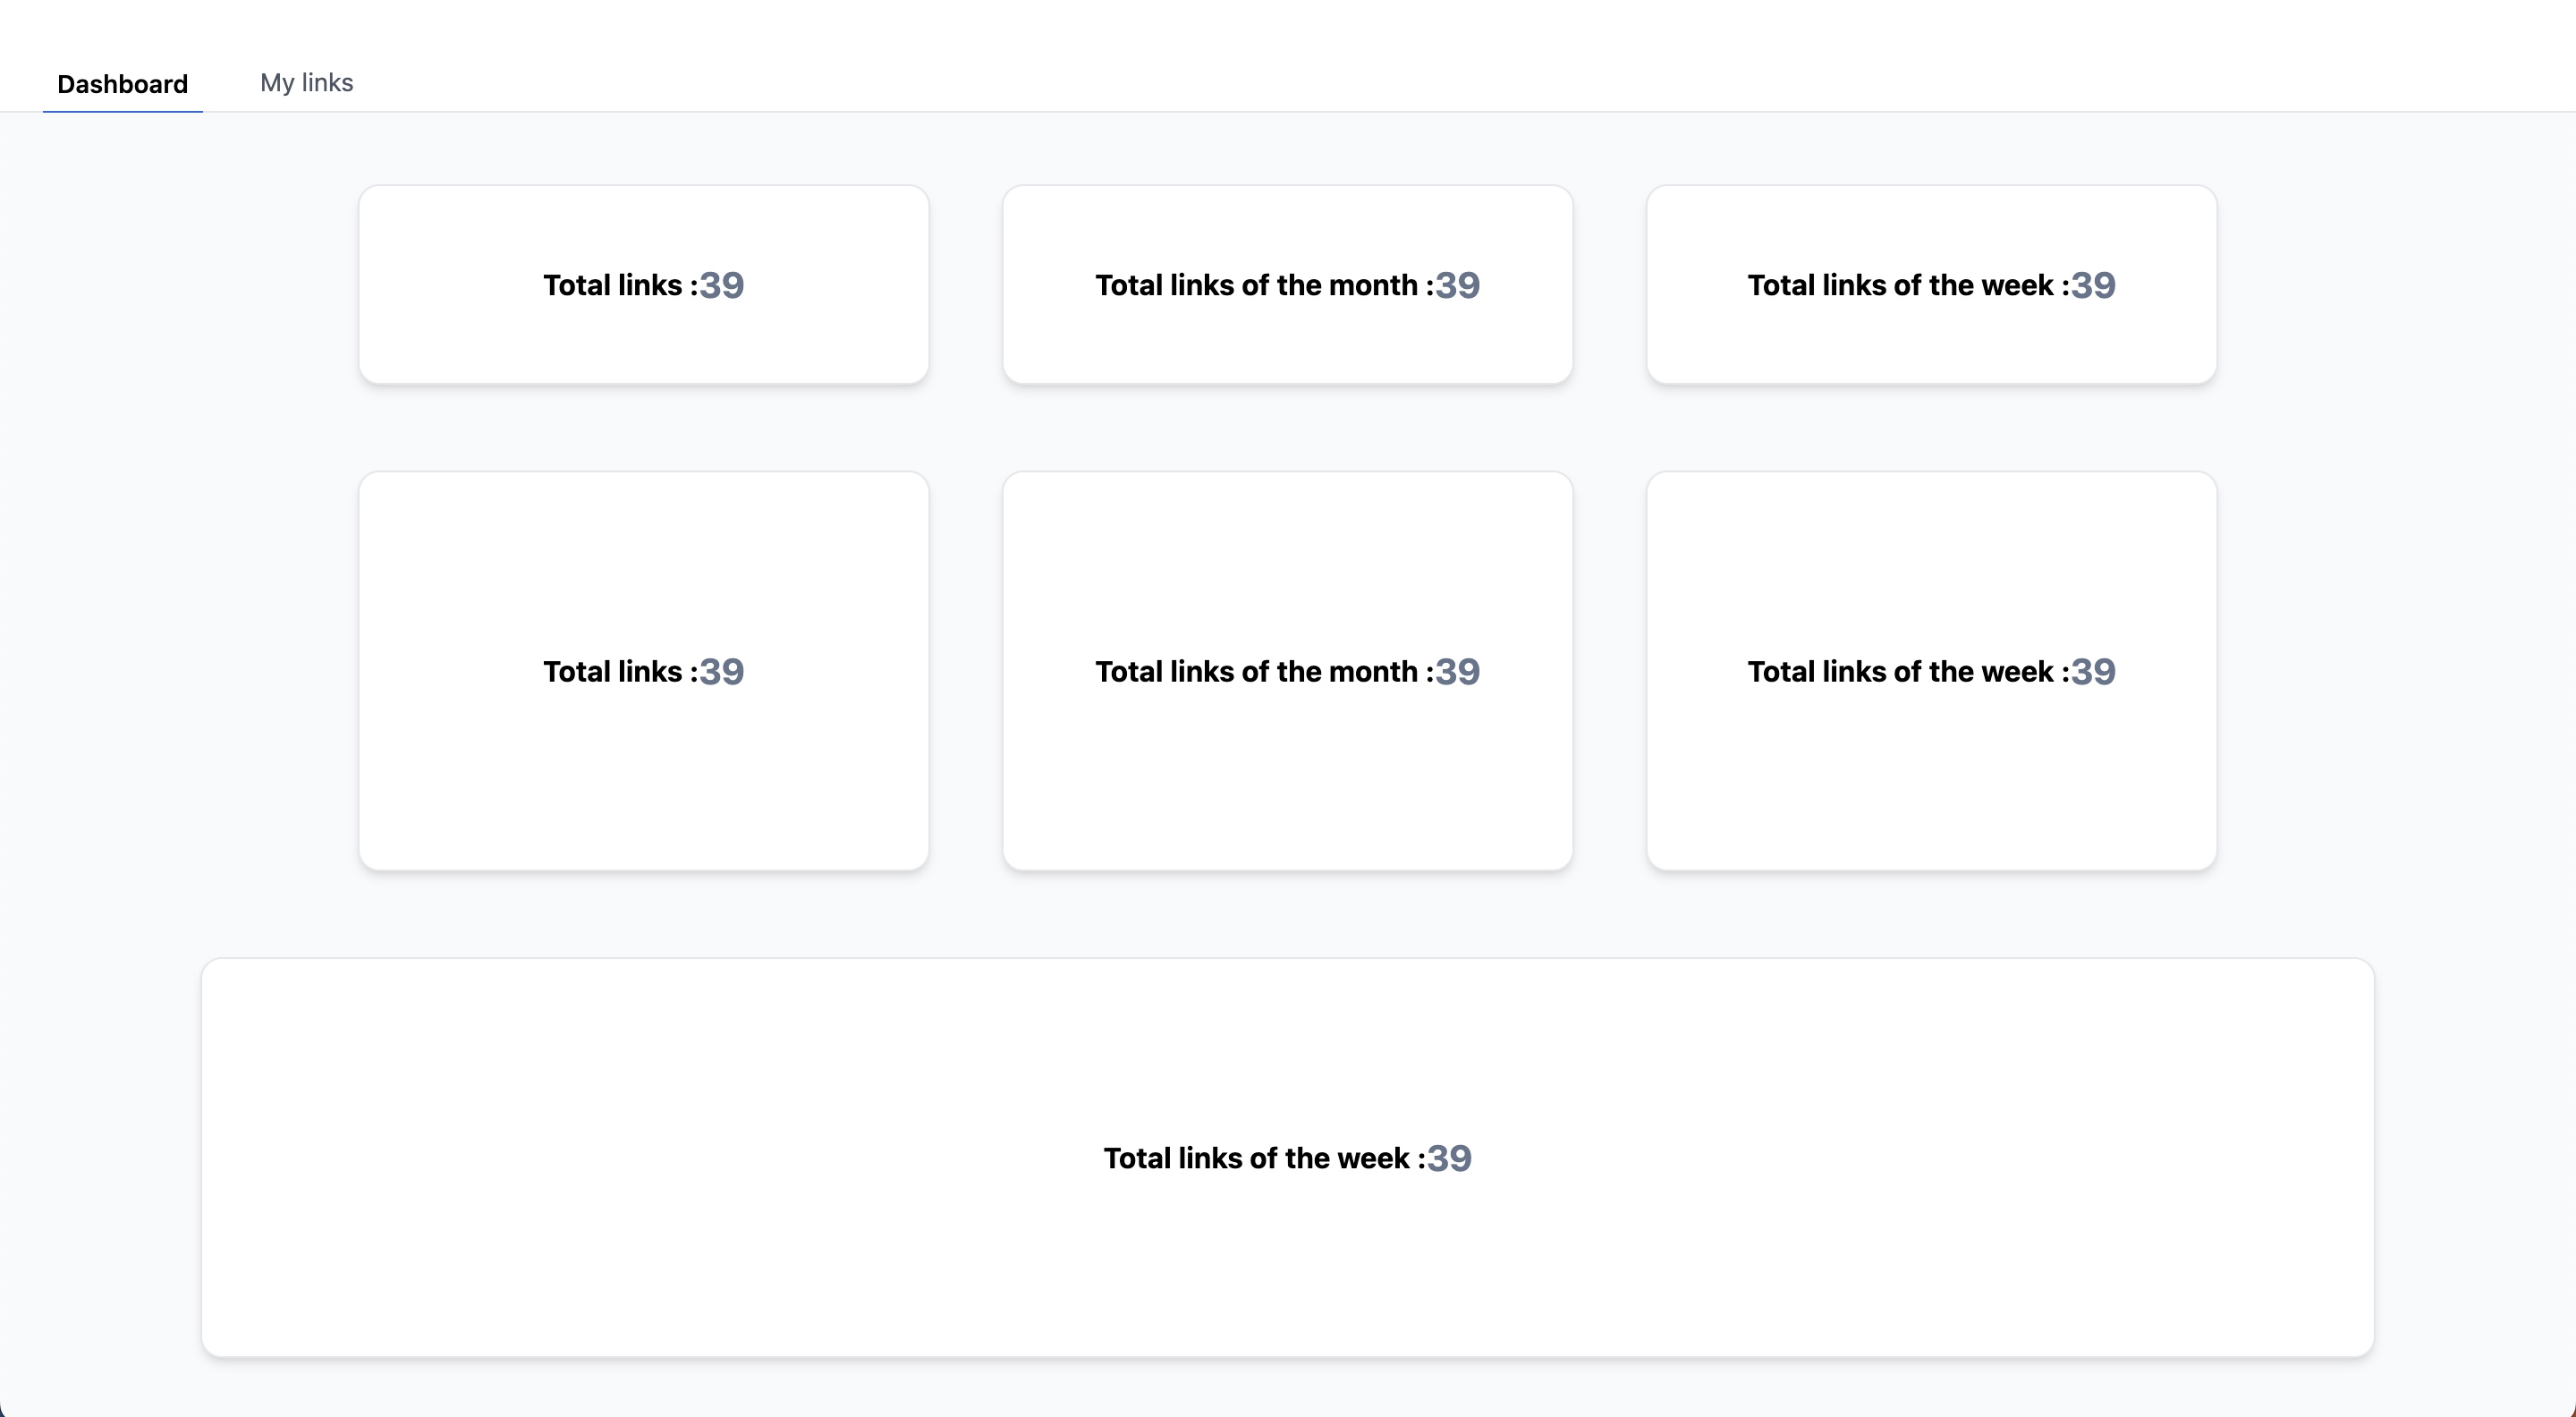 Dashboard My links
Total links :39 Total links of the month :39 Total links of the week :39
Total links :39 Total links of the month :39 Total links of the week :39
Total links of the week :39